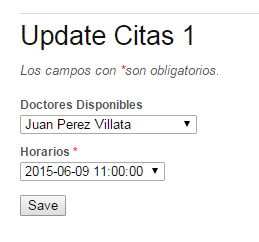 Update Citas 1
Los campos con *son obligatorios.
Doctores Disponibles
Juan Perez Villata
Horarios *
2015-06-09 11:00:00
Save